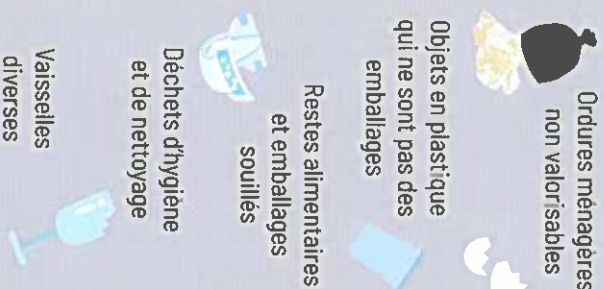 Ordures ménagères
non valorisables
Objets en plastique
qui ne sont pas des
emballages
Restes alimentaires
et emballages
souillés
Déchets d'hygiène
et de nettoyage
Vaisselles
diverses